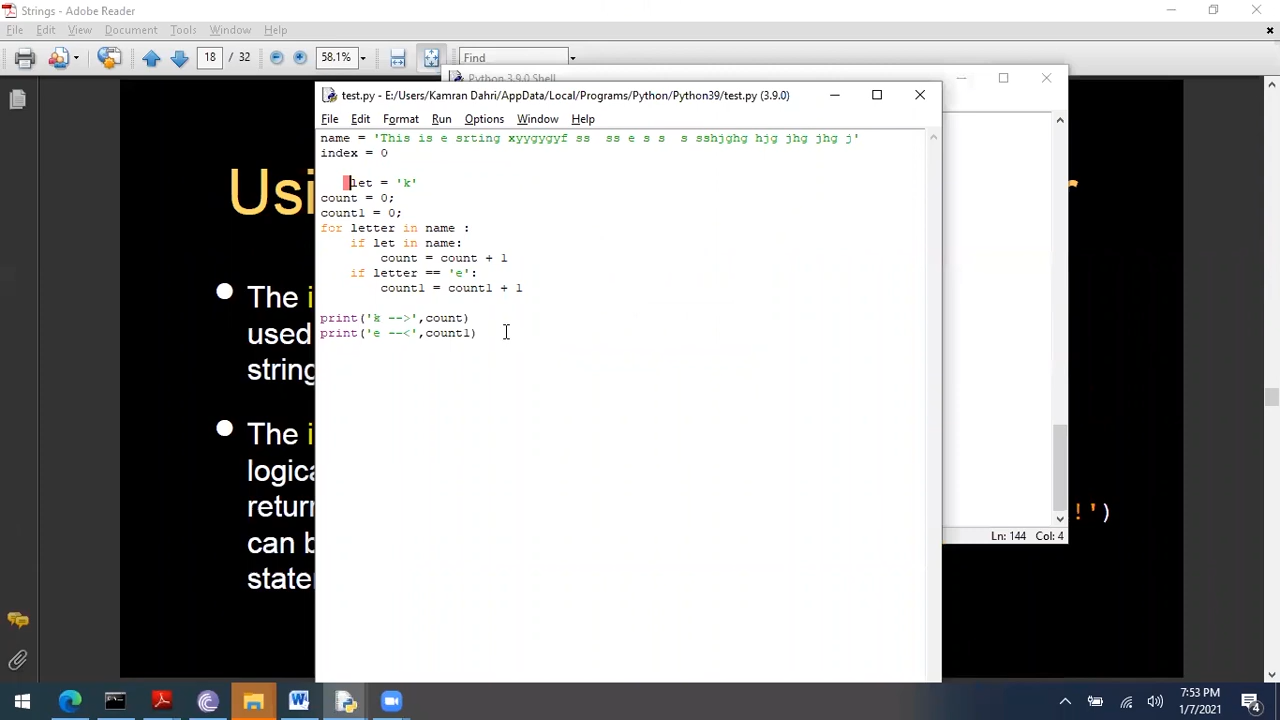 Strings - Adobe Reader
File Edit View Document Tools Window Help
18 / 32 58.1% Find
Python 3.9.0 Shell
test.py - E:/Users/Kamran Dahri/AppData/Local/Programs/Python/Python39/test.py (3.9.0)
File Edit Format Run Options Window Help
name = 'This is e srting xyygygyf ss  ss e s s  s sshjghg hjg jhg jhg j'
index = 0
let = 'k'
count = 0;
count1 = 0;
for letter in name :
if let in name:
count = count + 1
if letter == 'e':
count1 = count1 + 1
print('k -->',count)
print('e --<',count1)
Usi
The i
used
string
The i
logica
return
can b
state
!')
Ln: 144 Col: 4
7:53 PM
1/7/2021
4